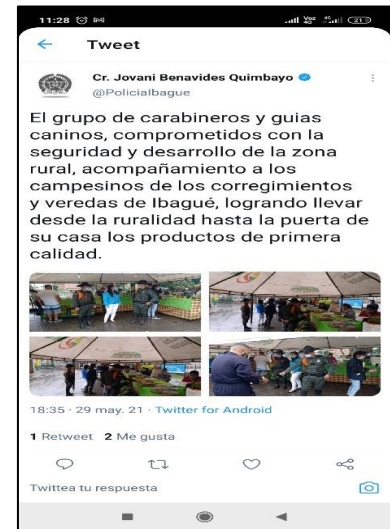 11:28
Tweet
Cr. Jovani Benavides Quimbayo
@Policialbague
El grupo de carabineros y guias
caninos, comprometidos con la
seguridad y desarrollo de la zona
rural, acompañamiento a los
campesinos de los corregimientos
y veredas de Ibagué, logrando llevar
desde la ruralidad hasta la puerta de
su casa los productos de primera
calidad.
18:35 · 29 may. 21 · Twitter for Android
1 Retweet 2 Me gusta
Twittea tu respuesta